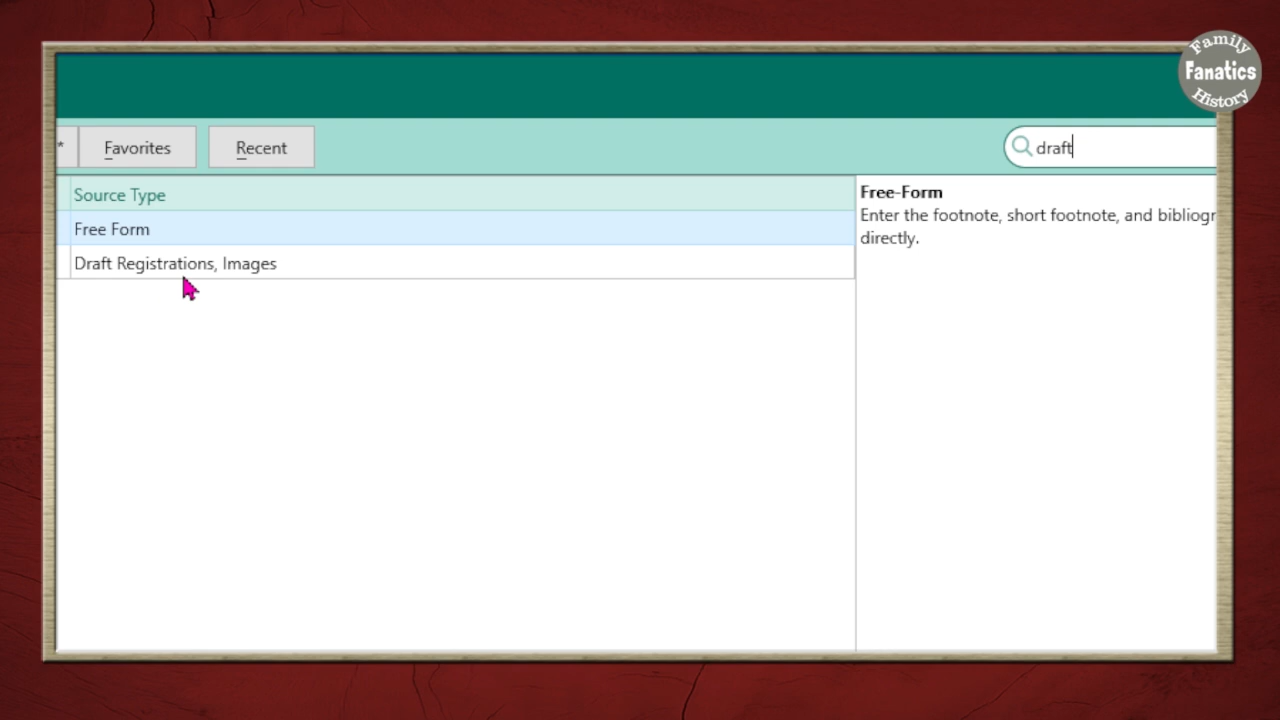 Family
Fanatics
History
* Favorites Recent draft
Source Type
Free Form
Draft Registrations, Images
Free-Form
Enter the footnote, short footnote, and bibliogr
directly.